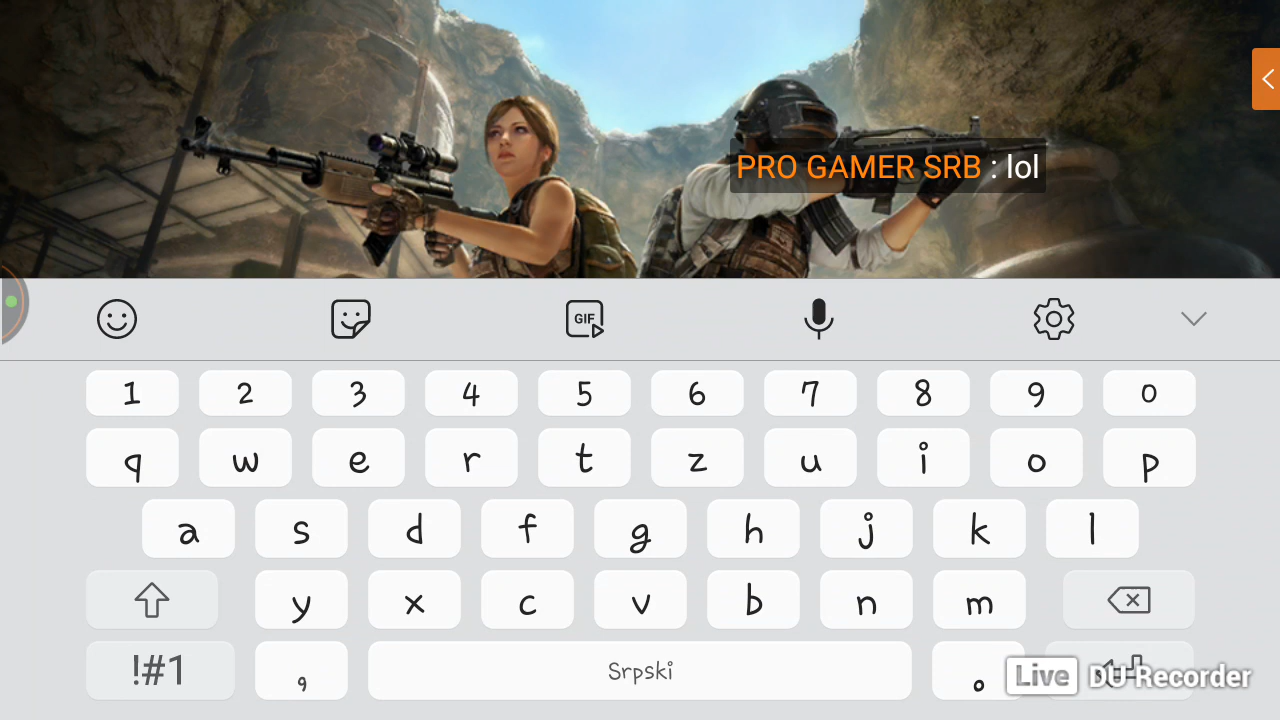 PRO GAMER SRB : lol
GIF
1 2 3 4 5 6 7 8 9 0
q w e r t z u i o p
a s d f g h j k l
y x c v b n m
!#1 , Srpski .
Live DU Recorder